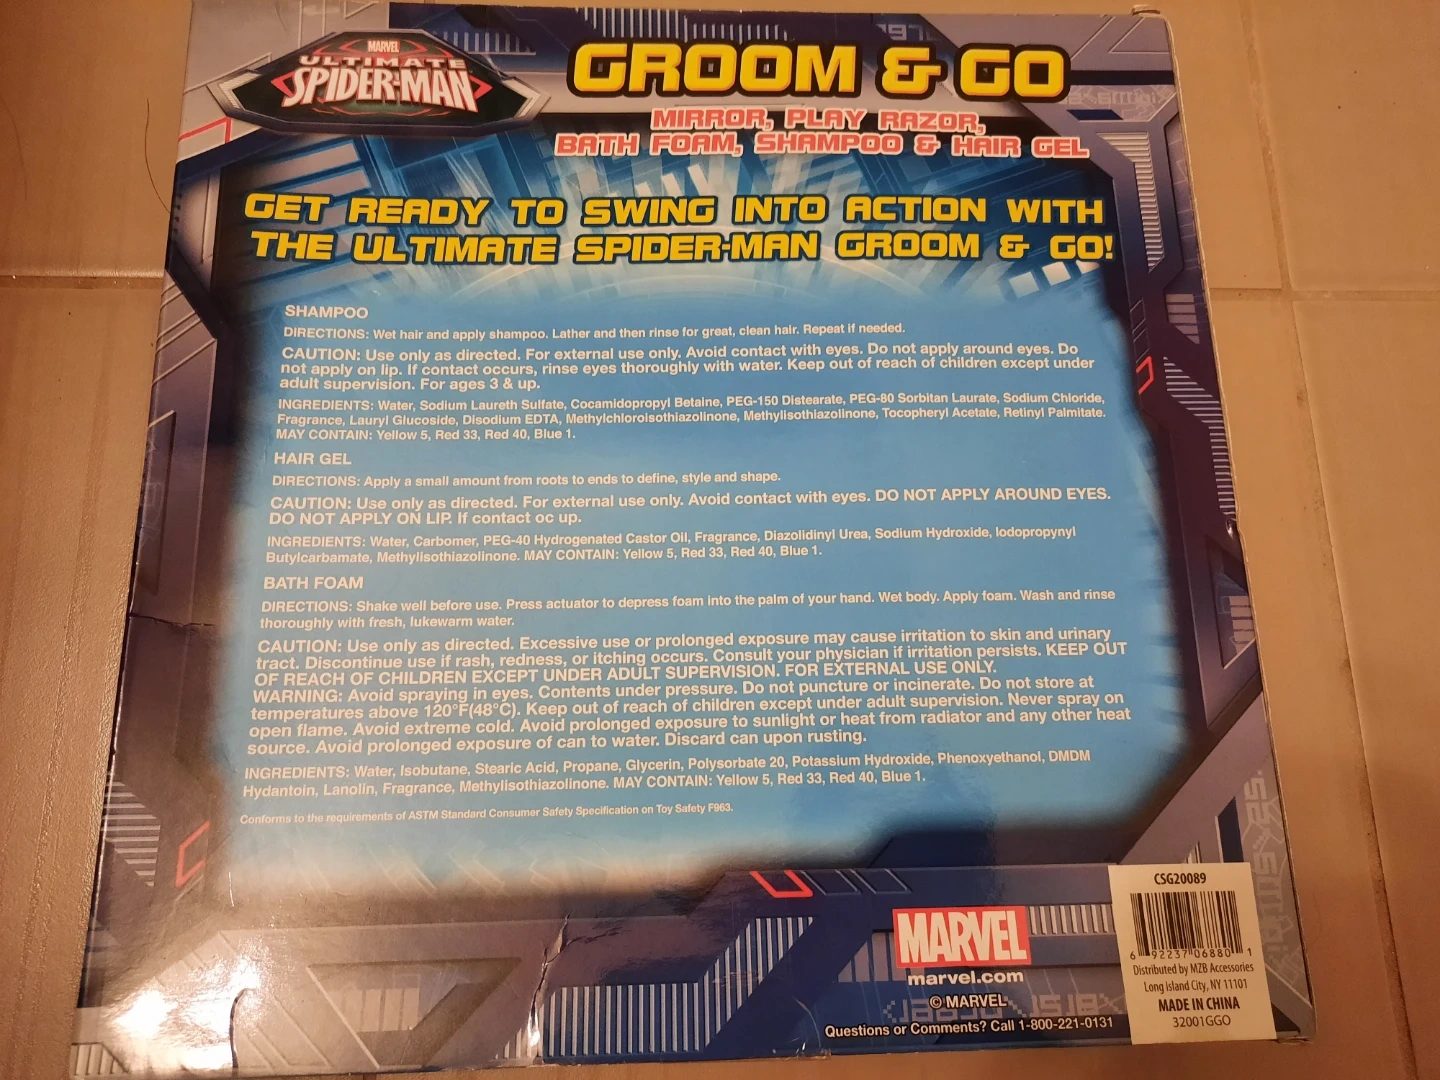 MARVEL
ULTIMATE
SPIDER-MAN
GROOM & GO
MIRROR, PLAY RAZOR,
BATH FOAM, SHAMPOO & HAIR GEL
GET READY TO SWING INTO ACTION WITH
THE ULTIMATE SPIDER-MAN GROOM & GO!
SHAMPOO
DIRECTIONS: Wet hair and apply shampoo. Lather and then rinse for great, clean hair. Repeat if needed.
CAUTION: Use only as directed. For external use only. Avoid contact with eyes. Do not apply around eyes. Do
not apply on lip. If contact occurs, rinse eyes thoroughly with water. Keep out of reach of children except under
adult supervision. For ages 3 & up.
INGREDIENTS: Water, Sodium Laureth Sulfate, Cocamidopropyl Betaine, PEG-150 Distearate, PEG-80 Sorbitan Laurate, Sodium Chloride,
Fragrance, Lauryl Glucoside, Disodium EDTA, Methylchloroisothiazolinone, Methylisothiazolinone, Tocopheryl Acetate, Retinyl Palmitate.
MAY CONTAIN: Yellow 5, Red 33, Red 40, Blue 1.
HAIR GEL
DIRECTIONS: Apply a small amount from roots to ends to define, style and shape.
CAUTION: Use only as directed. For external use only. Avoid contact with eyes. DO NOT APPLY AROUND EYES.
DO NOT APPLY ON LIP. If contact oc up.
INGREDIENTS: Water, Carbomer, PEG-40 Hydrogenated Castor Oil, Fragrance, Diazolidinyl Urea, Sodium Hydroxide, Iodopropynyl
Butylcarbamate, Methylisothiazolinone. MAY CONTAIN: Yellow 5, Red 33, Red 40, Blue 1.
BATH FOAM
DIRECTIONS: Shake well before use. Press actuator to depress foam into the palm of your hand. Wet body. Apply foam. Wash and rinse
thoroughly with fresh, lukewarm water.
CAUTION: Use only as directed. Excessive use or prolonged exposure may cause irritation to skin and urinary
tract. Discontinue use if rash, redness, or itching occurs. Consult your physician if irritation persists. KEEP OUT
OF REACH OF CHILDREN EXCEPT UNDER ADULT SUPERVISION. FOR EXTERNAL USE ONLY.
WARNING: Avoid spraying in eyes. Contents under pressure. Do not puncture or incinerate. Do not store at
temperatures above 120°F(48°C). Keep out of reach of children except under adult supervision. Never spray on
open flame. Avoid extreme cold. Avoid prolonged exposure to sunlight or heat from radiator and any other heat
source. Avoid prolonged exposure of can to water. Discard can upon rusting.
INGREDIENTS: Water, Isobutane, Stearic Acid, Propane, Glycerin, Polysorbate 20, Potassium Hydroxide, Phenoxyethanol, DMDM
Hydantoin, Lanolin, Fragrance, Methylisothiazolinone. MAY CONTAIN: Yellow 5, Red 33, Red 40, Blue 1.
Conforms to the requirements of ASTM Standard Consumer Safety Specification on Toy Safety F963.
MARVEL
marvel.com
© MARVEL
Questions or Comments? Call 1-800-221-0131
CSG20089
6 92237 06880 1
Distributed by MZB Accessories
Long Island City, NY 11101
MADE IN CHINA
32001GGO